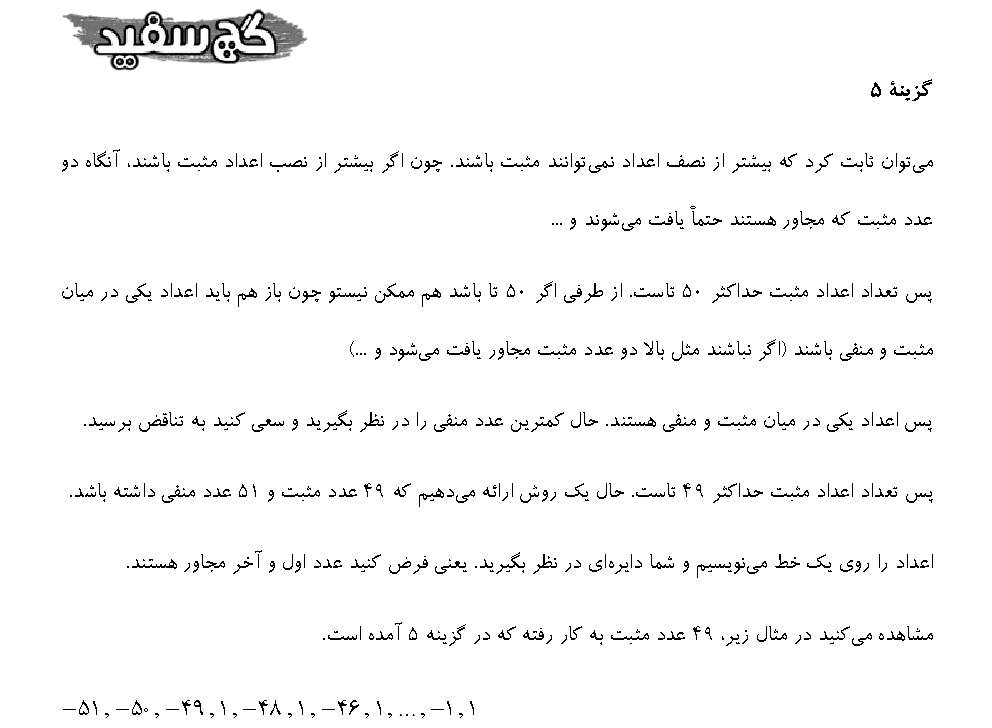 گچ سفید
گزینهٔ ۵
می‌توان ثابت کرد که بیشتر از نصف اعداد نمی‌توانند مثبت باشند. چون اگر بیشتر از نصب اعداد مثبت باشند، آنگاه دو
عدد مثبت که مجاور هستند حتماً یافت می‌شوند و ...
پس تعداد اعداد مثبت حداکثر ۵۰ تاست. از طرفی اگر ۵۰ تا باشد هم ممکن نیستو چون باز هم باید اعداد یکی در میان
مثبت و منفی باشند (اگر نباشند مثل بالا دو عدد مثبت مجاور یافت می‌شود و ...)
پس اعداد یکی در میان مثبت و منفی هستند. حال کمترین عدد منفی را در نظر بگیرید و سعی کنید به تناقض برسید.
پس تعداد اعداد مثبت حداکثر ۴۹ تاست. حال یک روش ارائه می‌دهیم که ۴۹ عدد مثبت و ۵۱ عدد منفی داشته باشد.
اعداد را روی یک خط می‌نویسیم و شما دایره‌ای در نظر بگیرید. یعنی فرض کنید عدد اول و آخر مجاور هستند.
مشاهده می‌کنید در مثال زیر، ۴۹ عدد مثبت به کار رفته که در گزینه ۵ آمده است.
−۵۱,−۵۰,−۴۹,۱,−۴۸,۱,−۴۶,۱,...,−۱,۱